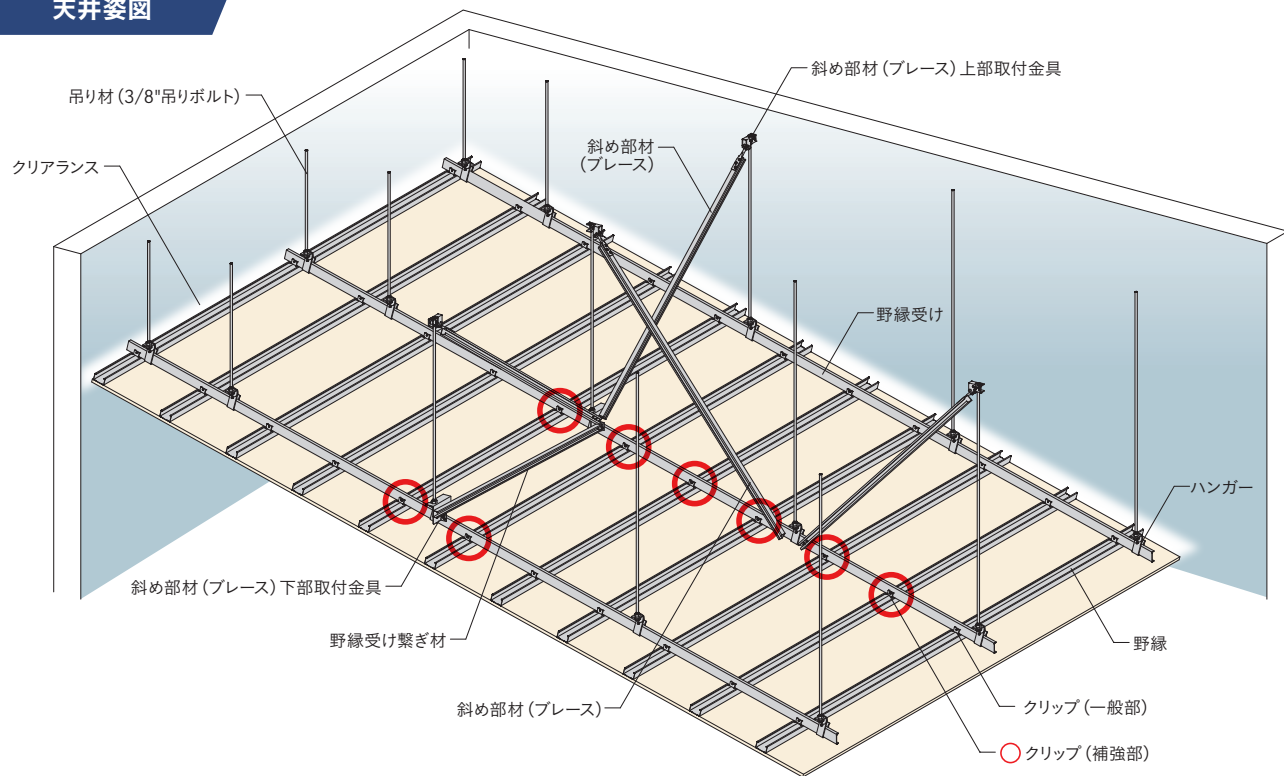 天井姿図
斜め部材(ブレース)上部取付金具
吊り材(3/8"吊りボルト)
斜め部材
(ブレース)
クリアランス
野縁受け
ハンガー
斜め部材(ブレース)下部取付金具
野縁受け繋ぎ材
野縁
斜め部材(ブレース)
クリップ(一般部)
クリップ(補強部)